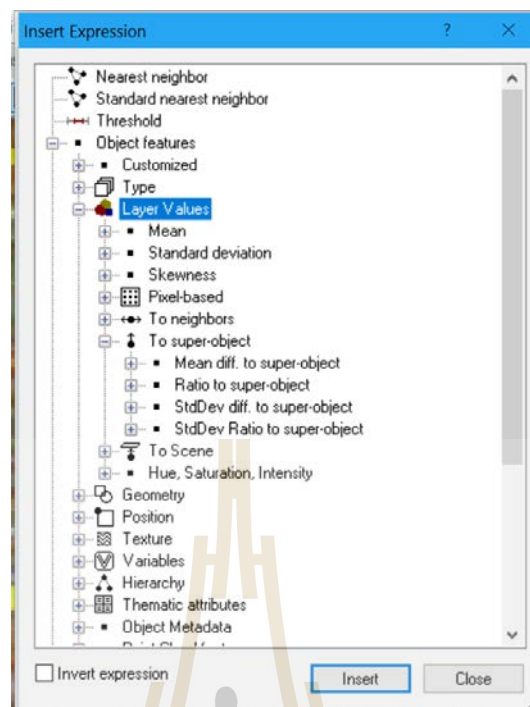 Insert Expression
Nearest neighbor
Standard nearest neighbor
Threshold
Object features
Customized
Type
Layer Values
Mean
Standard deviation
Skewness
Pixel-based
To neighbors
To super-object
Mean diff. to super-object
Ratio to super-object
StdDev diff. to super-object
StdDev Ratio to super-object
To Scene
Hue, Saturation, Intensity
Geometry
Position
Texture
Variables
Hierarchy
Thematic attributes
Object Metadata
Invert expression
Insert
Close